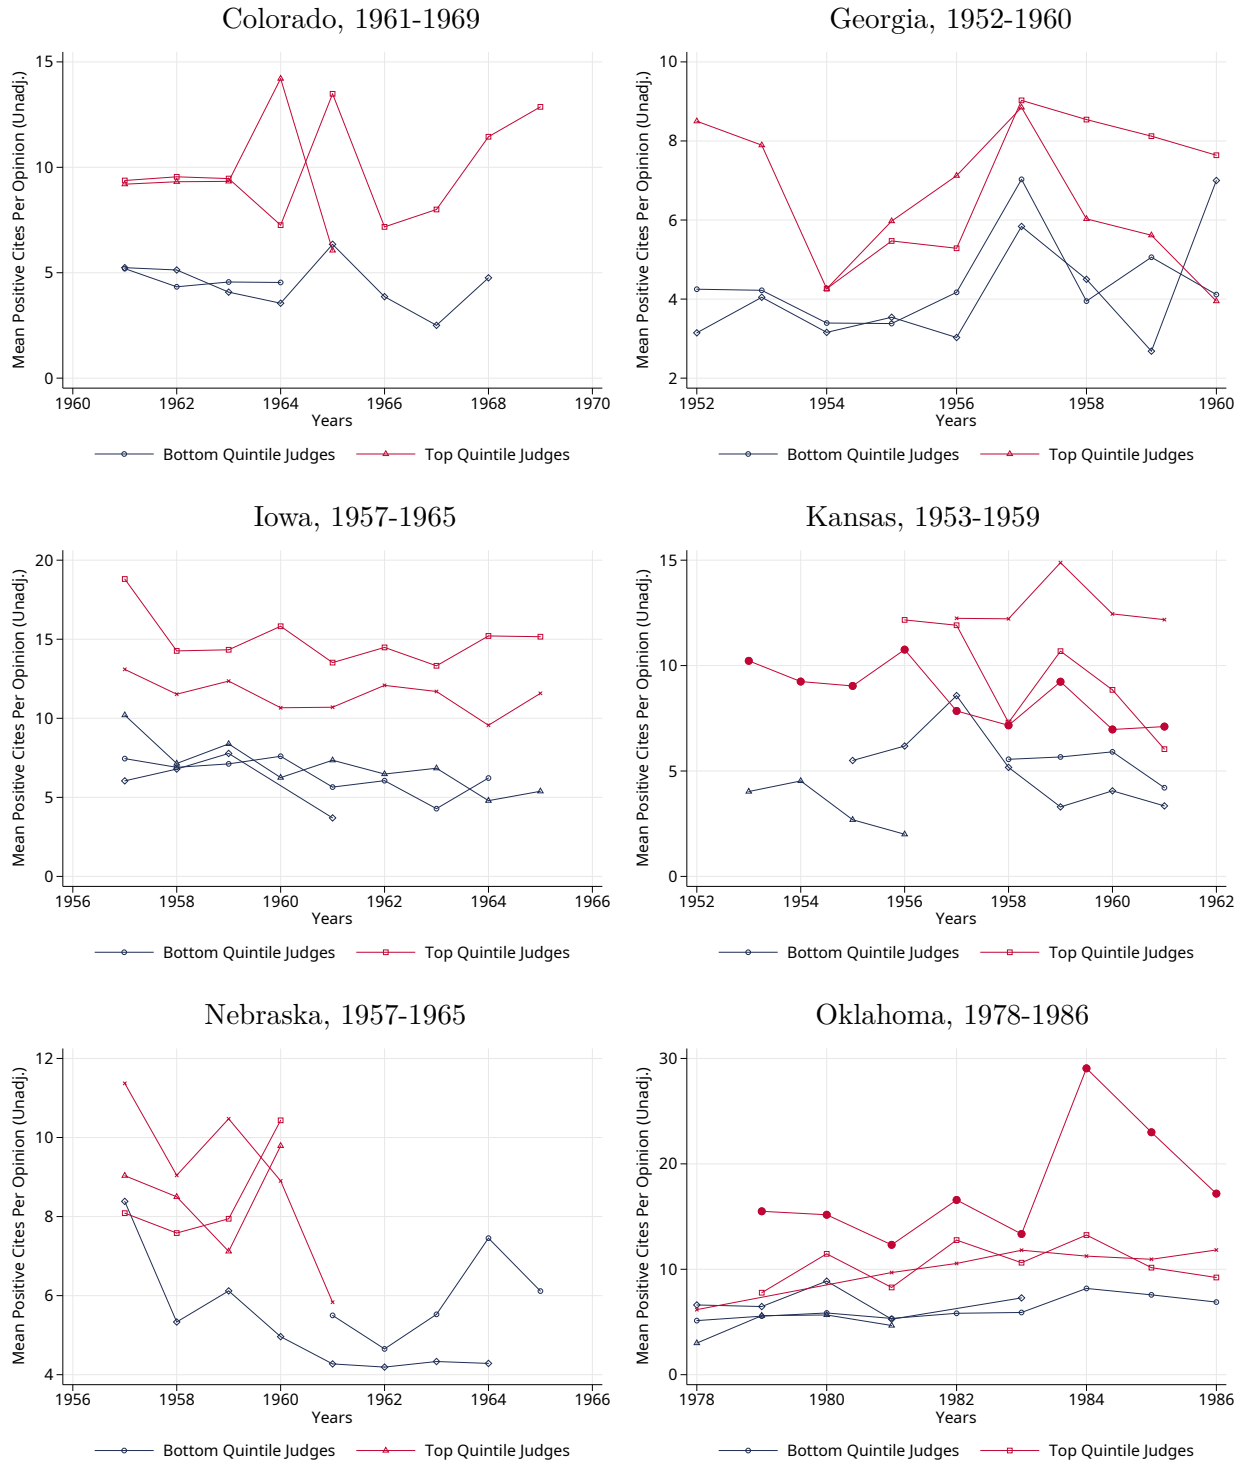 Colorado, 1961-1969
Mean Positive Cites Per Opinion (Unadj.)
15
10
5
0
1960 1962 1964 1966 1968 1970
Years
Bottom Quintile Judges Top Quintile Judges
Georgia, 1952-1960
Mean Positive Cites Per Opinion (Unadj.)
10
8
6
4
2
1952 1954 1956 1958 1960
Years
Bottom Quintile Judges Top Quintile Judges
Iowa, 1957-1965
Mean Positive Cites Per Opinion (Unadj.)
20
15
10
5
0
1956 1958 1960 1962 1964 1966
Years
Bottom Quintile Judges Top Quintile Judges
Kansas, 1953-1959
Mean Positive Cites Per Opinion (Unadj.)
15
10
5
0
1952 1954 1956 1958 1960 1962
Years
Bottom Quintile Judges Top Quintile Judges
Nebraska, 1957-1965
Mean Positive Cites Per Opinion (Unadj.)
12
10
8
6
4
1956 1958 1960 1962 1964 1966
Years
Bottom Quintile Judges Top Quintile Judges
Oklahoma, 1978-1986
Mean Positive Cites Per Opinion (Unadj.)
30
20
10
0
1978 1980 1982 1984 1986
Years
Bottom Quintile Judges Top Quintile Judges